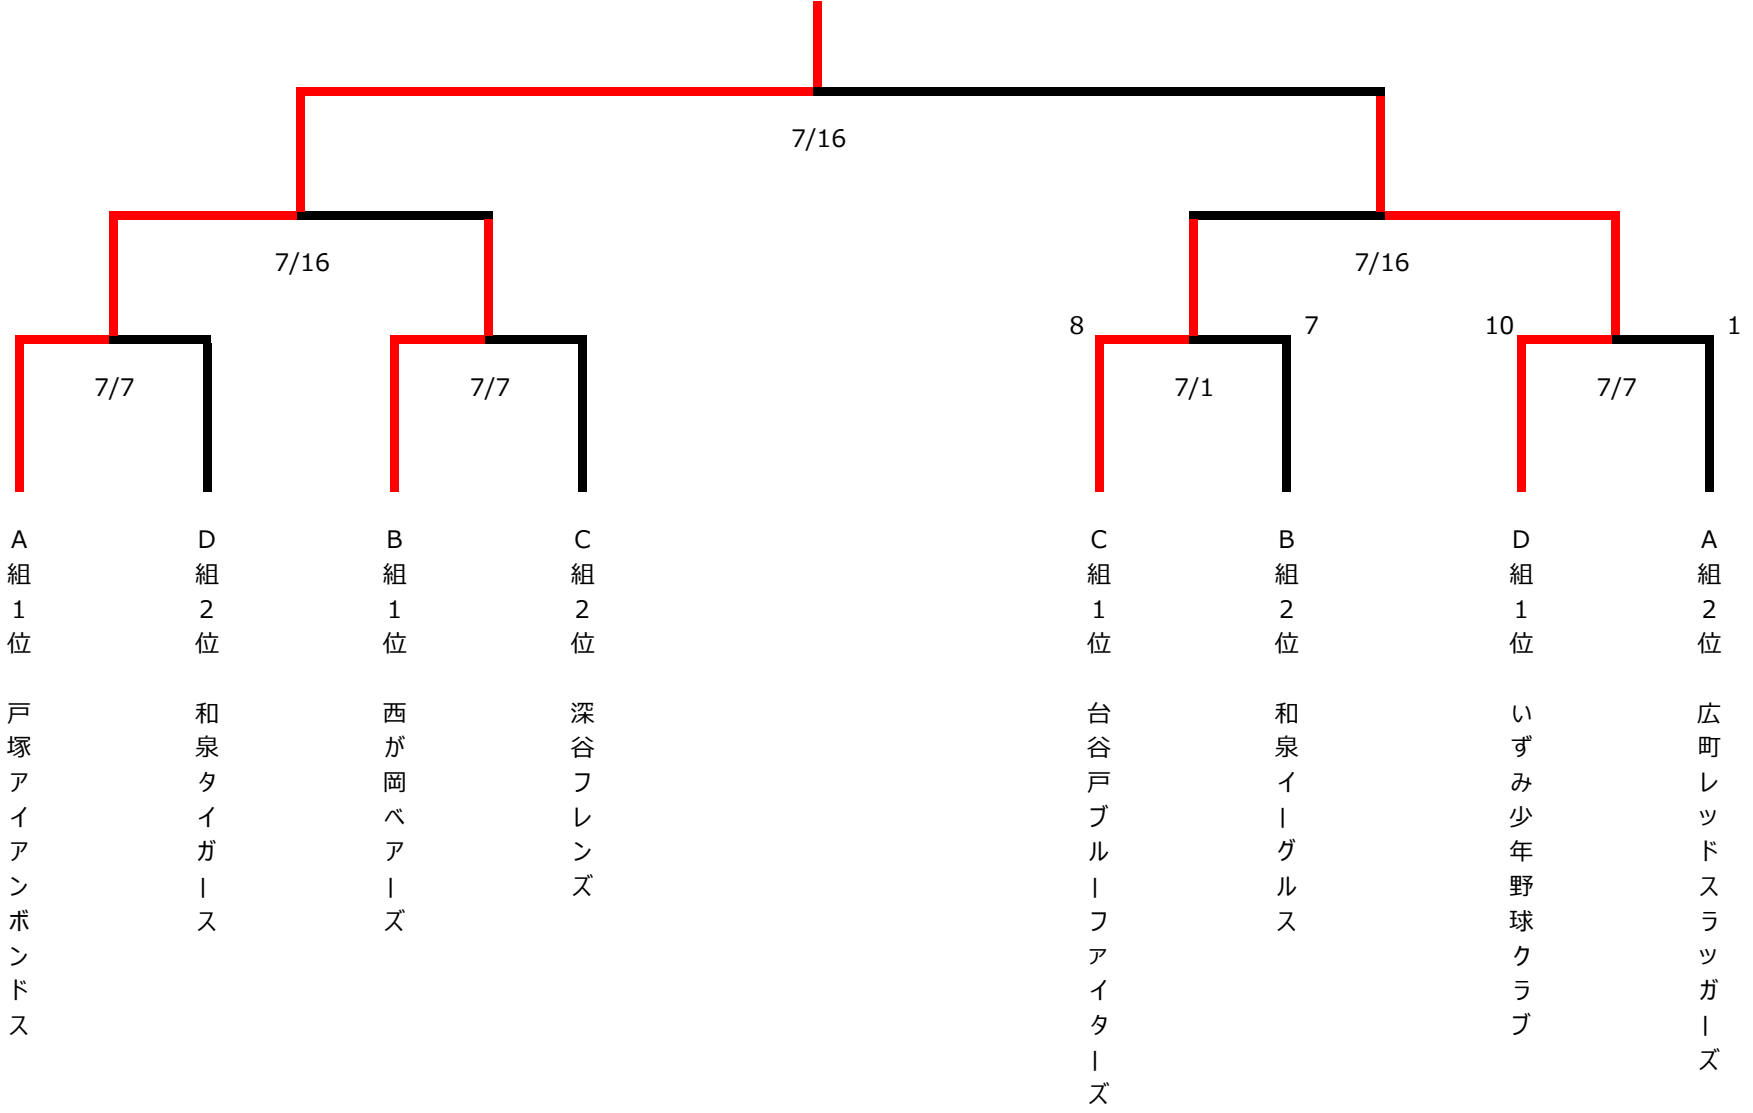 7/16
7/16
7/16
8
7
10
1
7/7
7/7
7/1
7/7
A組1位 戸塚アイアンボンドス
D組2位 和泉タイガース
B組1位 西が岡ベアーズ
C組2位 深谷フレンズ
C組1位 台谷戸ブルーファイターズ
B組2位 和泉イーグルス
D組1位 いずみ少年野球クラブ
A組2位 広町レッドスラッガーズ